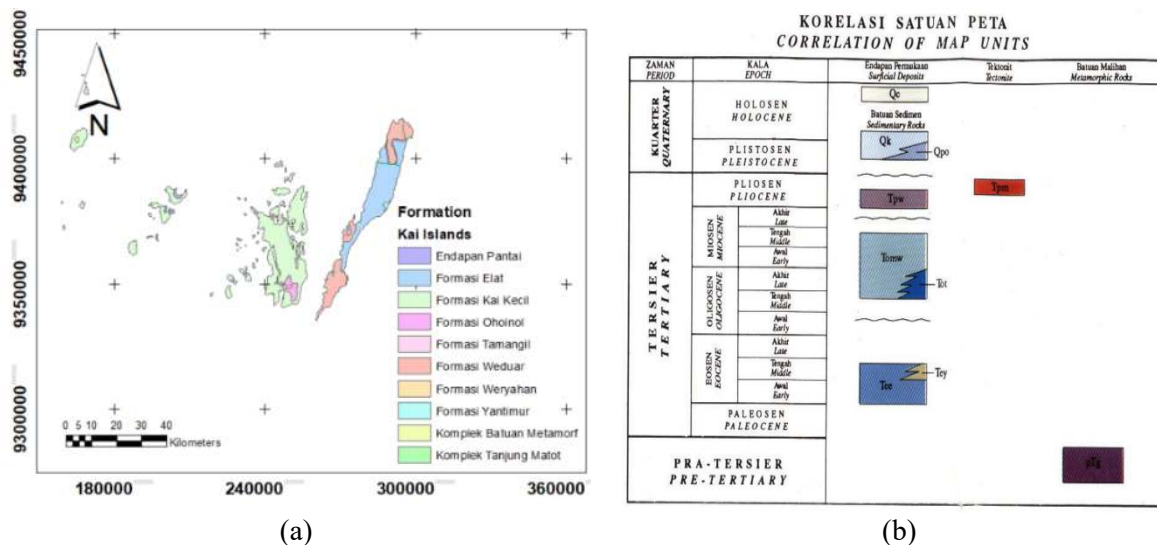 9450000
9400000
9350000
9300000
N
Formation
Kai Islands
Endapan Pantai
Formasi Elat
Formasi Kai Kecil
Formasi Ohoinol
Formasi Tamangil
Formasi Weduar
Formasi Weryahan
Formasi Yantimur
Komplek Batuan Metamorf
Komplek Tanjung Matot
0 5 10 20 30 40
Kilometers
180000 240000 300000 360000
(a)
KORELASI SATUAN PETA
CORRELATION OF MAP UNITS
ZAMAN
PERIOD
KALA
EPOCH
Endapan Permukaan
Surficial Deposits
Tektonit
Tectonite
Batuan Malihan
Metamorphic Rocks
KUARTER
QUATERNARY
HOLOSEN
HOLOCENE
Qc
Batuan Sedimen
Sedimentary Rocks
PLISTOSEN
PLEISTOCENE
Qk
Qpo
TERSIER
TERTIARY
PLIOSEN
PLIOCENE
Tpw
Tpm
MIOSEN
MIOCENE
Akhir
Late
Tengah
Middle
Awal
Early
Tomw
OLIGOSEN
OLIGOCENE
Akhir
Late
Tengah
Middle
Awal
Early
Tot
EOSEN
EOCENE
Akhir
Late
Tengah
Middle
Awal
Early
Tee
Tey
PALEOSEN
PALEOCENE
PRA-TERSIER
PRE-TERTIARY
(b)